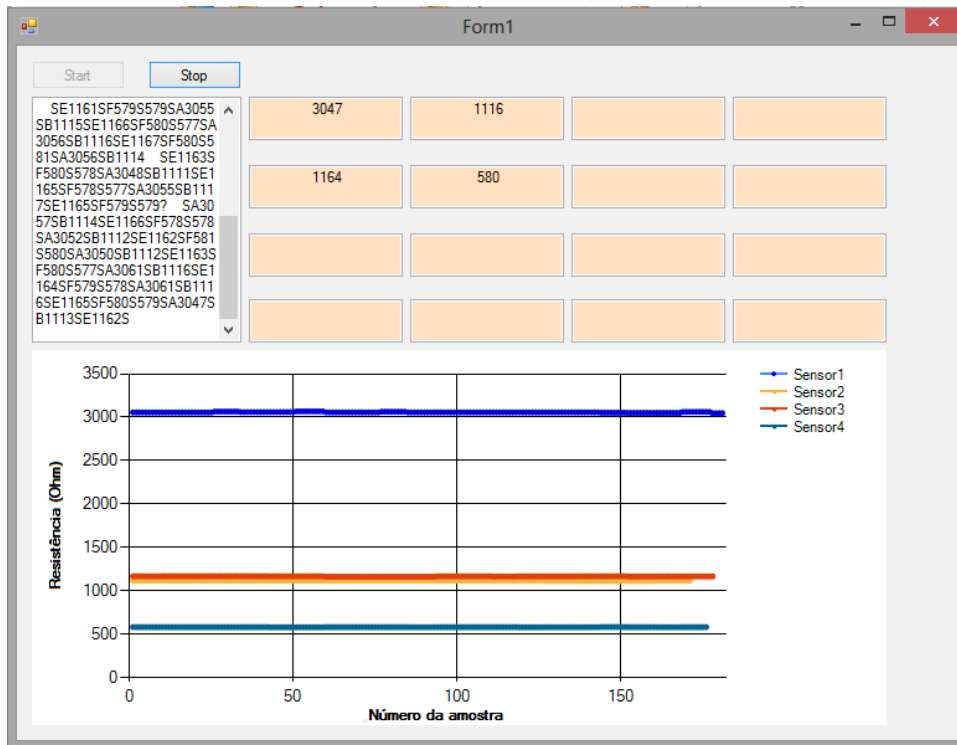 Form1
Start
Stop
SE1161SF579S579SA3055
SB1115SE1166SF580S577SA
3056SB1116SE1167SF580S5
81SA3056SB1114 SE1163S
F580S578SA3048SB1111SE1
165SF578S577SA3055SB111
7SE1165SF579S579? SA30
57SB1114SE1166SF578S578
SA3052SB1112SE1162SF581
S580SA3050SB1112SE1163S
F580S577SA3061SB1116SE1
164SF579S578SA3061SB111
6SE1165SF580S579SA3047S
B1113SE1162S
3047
1116
1164
580
3500
3000
2500
2000
1500
1000
500
0
Resistência (Ohm)
0
50
100
150
Número da amostra
Sensor1
Sensor2
Sensor3
Sensor4